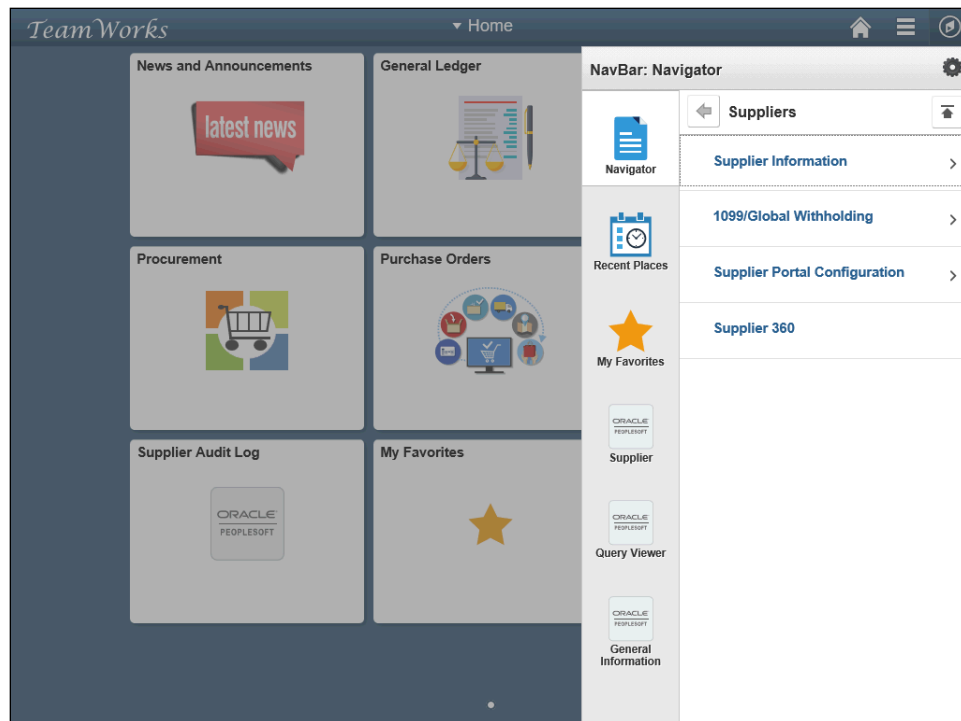 TeamWorks
Home
News and Announcements
latest news
General Ledger
Procurement
Purchase Orders
Supplier Audit Log
ORACLE
PEOPLESOFT
My Favorites
NavBar: Navigator
Navigator
Recent Places
My Favorites
ORACLE
PEOPLESOFT
Supplier
ORACLE
PEOPLESOFT
Query Viewer
ORACLE
PEOPLESOFT
General
Information
Suppliers
Supplier Information
1099/Global Withholding
Supplier Portal Configuration
Supplier 360